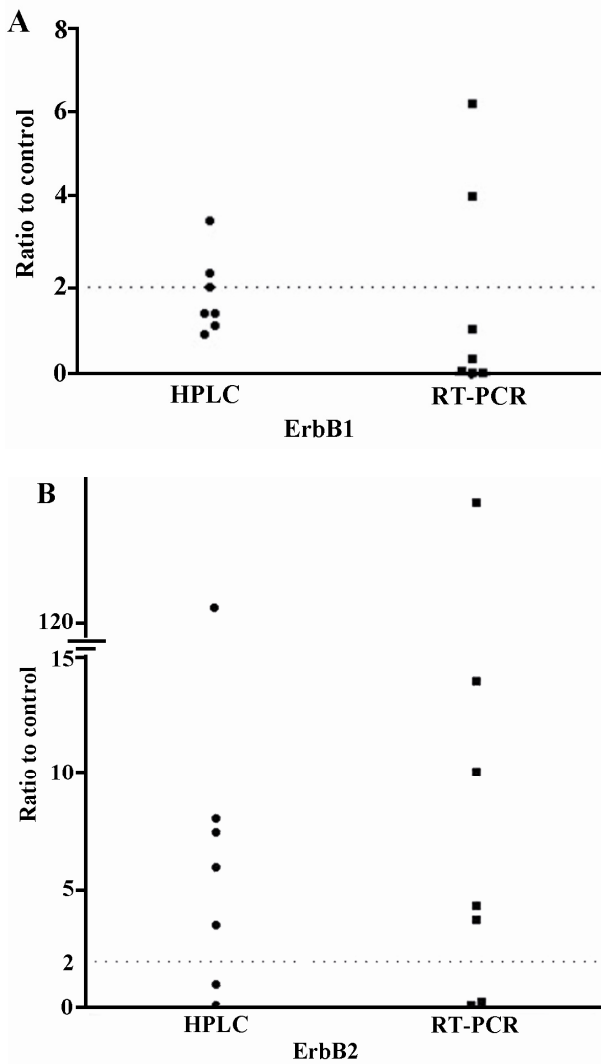 A
8
6
4
2
0
Ratio to control
HPLC RT-PCR
ErbB1
B
120
15
10
5
2
0
Ratio to control
HPLC RT-PCR
ErbB2